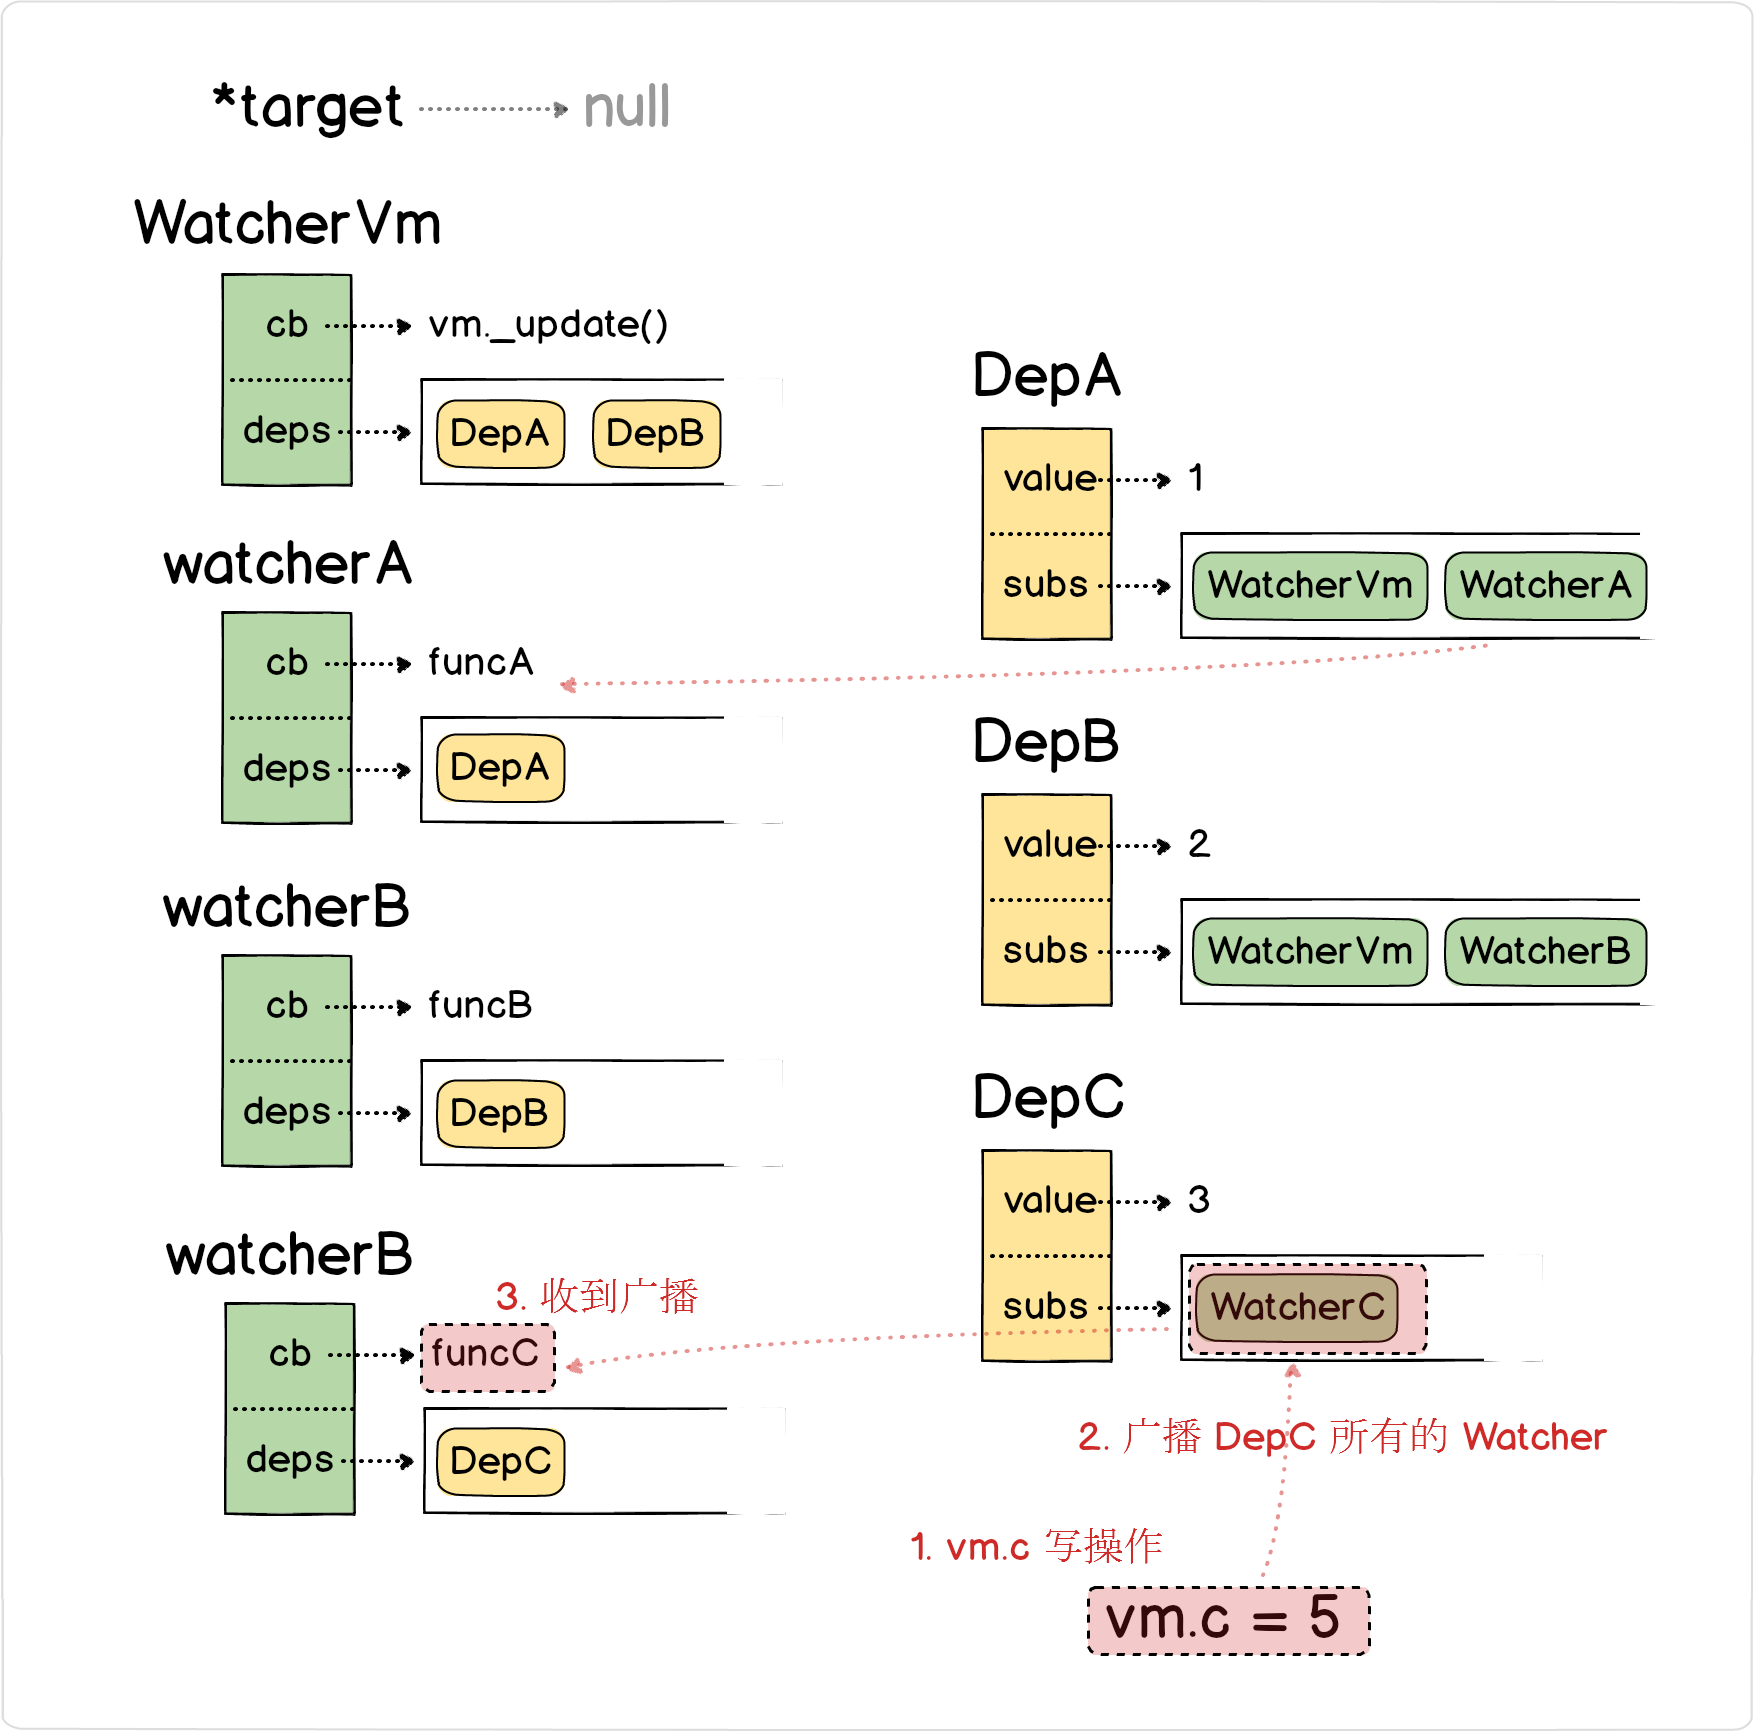 *target null
WatcherVm
cb vm._update()
deps DepA DepB
watcherA
cb funcA
deps DepA
watcherB
cb funcB
deps DepB
watcherB
3. 收到广播
cb funcC
deps DepC
DepA
value 1
subs WatcherVm WatcherA
DepB
value 2
subs WatcherVm WatcherB
DepC
value 3
subs WatcherC
2. 广播 DepC 所有的 Watcher
1. vm.c 写操作
vm.c = 5